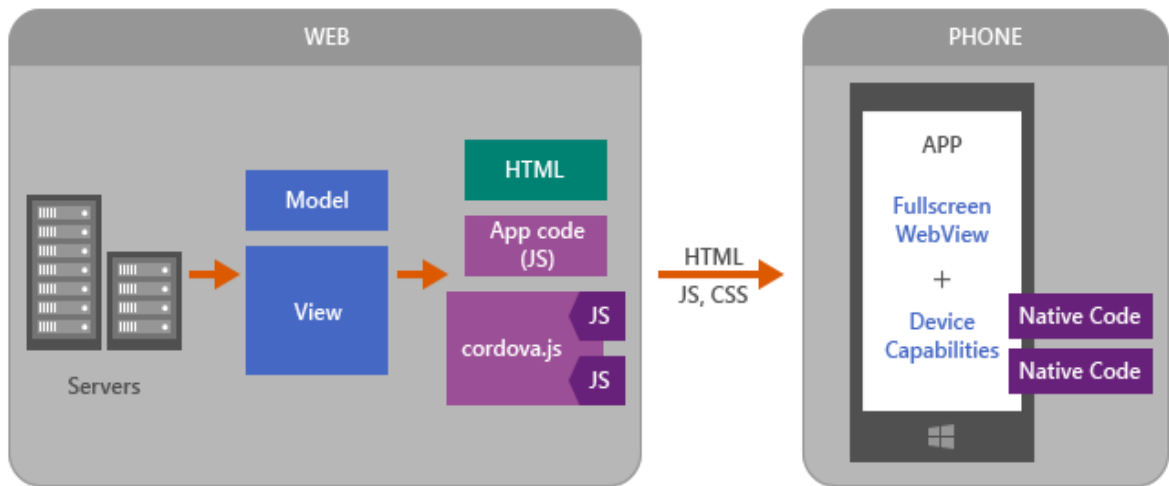 WEB
Servers
Model
View
HTML
App code
(JS)
cordova.js
JS
JS
HTML
JS, CSS
PHONE
APP
Fullscreen
WebView
+
Device
Capabilities
Native Code
Native Code